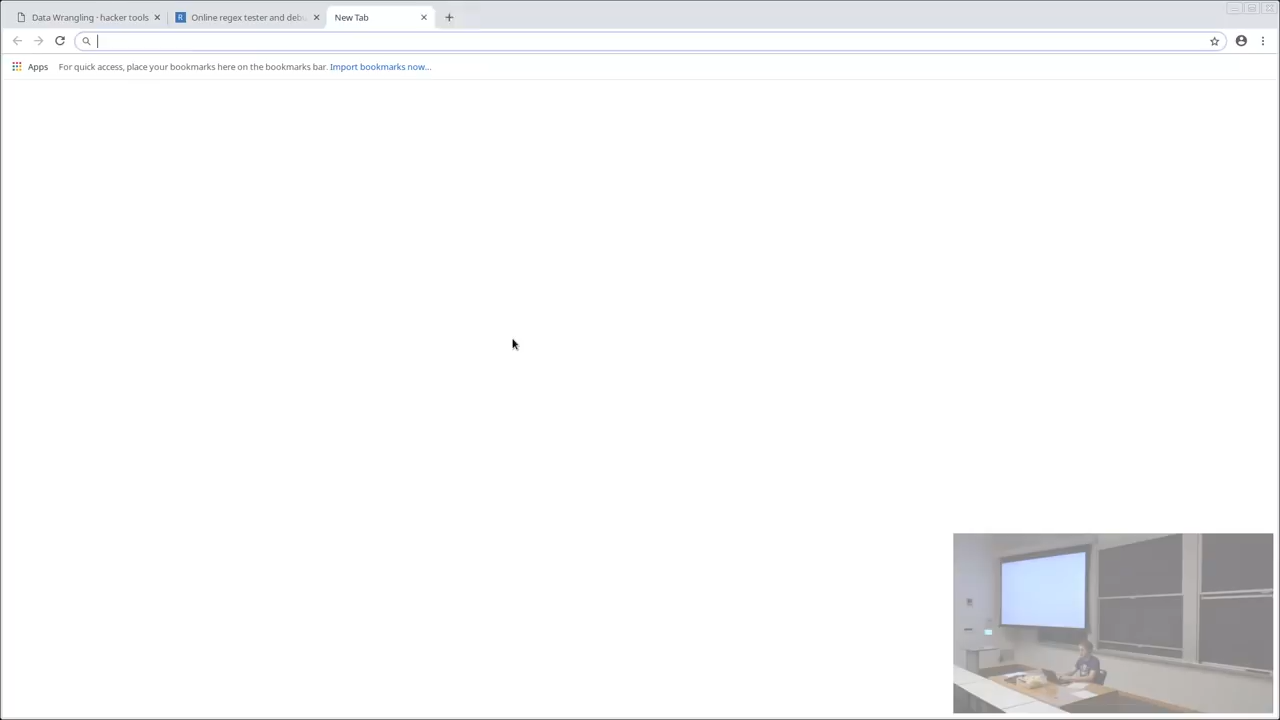 Data Wrangling · hacker tools
R Online regex tester and debu
New Tab
Apps For quick access, place your bookmarks here on the bookmarks bar. Import bookmarks now...